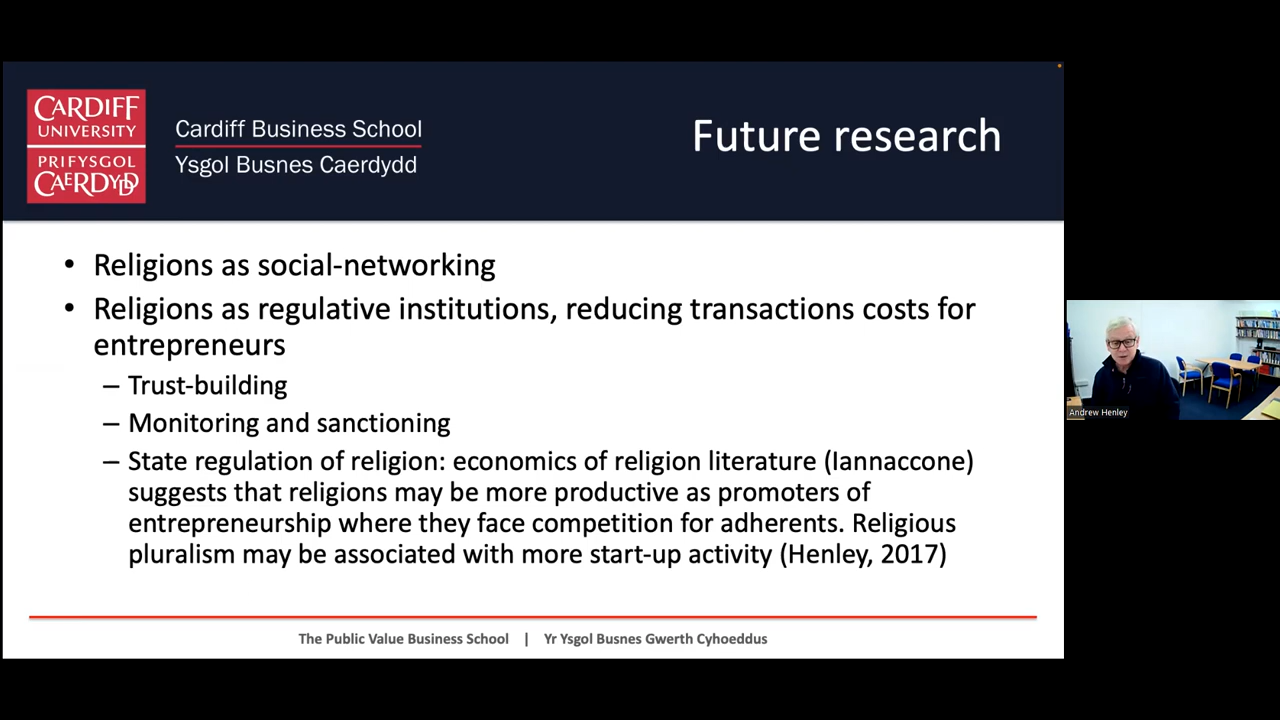 CARDIFF
UNIVERSITY
PRIFYSGOL
CAERDYDD
Cardiff Business School
Ysgol Busnes Caerdydd
Future research
• Religions as social-networking
• Religions as regulative institutions, reducing transactions costs for
entrepreneurs
– Trust-building
– Monitoring and sanctioning
– State regulation of religion: economics of religion literature (Iannaccone)
suggests that religions may be more productive as promoters of
entrepreneurship where they face competition for adherents. Religious
pluralism may be associated with more start-up activity (Henley, 2017)
The Public Value Business School | Yr Ysgol Busnes Gwerth Cyhoeddus
Andrew Henley